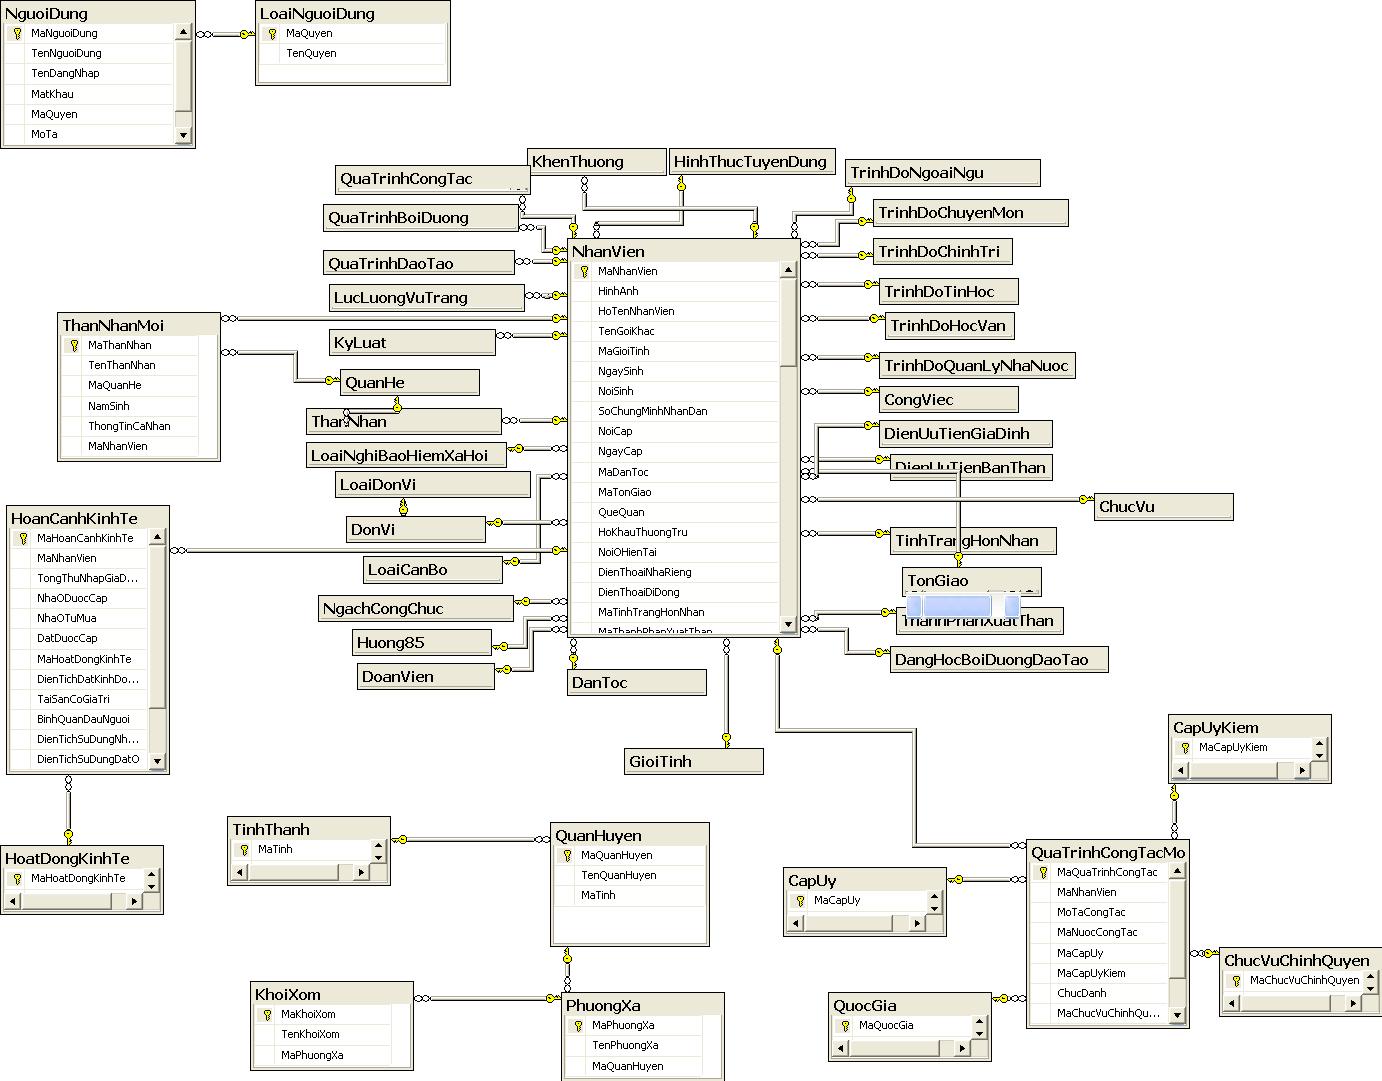 NguoiDung
MaNguoiDung
TenNguoiDung
TenDangNhap
MatKhau
MaQuyen
MoTa
LoaiNguoiDung
MaQuyen
TenQuyen
KhenThuong
HinhThucTuyenDung
QuaTrinhCongTac
TrinhDoNgoaiNgu
QuaTrinhBoiDuong
TrinhDoChuyenMon
QuaTrinhDaoTao
TrinhDoChinhTri
LucLuongVuTrang
TrinhDoTinHoc
KyLuat
TrinhDoHocVan
QuanHe
TrinhDoQuanLyNhaNuoc
ThanNhan
CongViec
LoaiNghiBaoHiemXaHoi
DienUuTienGiaDinh
LoaiDonVi
DienUuTienBanThan
DonVi
ChucVu
LoaiCanBo
TinhTrangHonNhan
NgachCongChuc
TonGiao
Huong85
ThanhPhanXuatThan
DoanVien
DangHocBoiDuongDaoTao
DanToc
GioiTinh
NhanVien
MaNhanVien
HinhAnh
HoTenNhanVien
TenGoiKhac
MaGioiTinh
NgaySinh
NoiSinh
SoChungMinhNhanDan
NoiCap
NgayCap
MaDanToc
MaTonGiao
QueQuan
HoKhauThuongTru
NoiOHienTai
DienThoaiNhaRieng
DienThoaiDiDong
MaTinhTrangHonNhan
MaThanhPhanXuatThan
ThanNhanMoi
MaThanNhan
TenThanNhan
MaQuanHe
NamSinh
ThongTinCaNhan
MaNhanVien
HoanCanhKinhTe
MaHoanCanhKinhTe
MaNhanVien
TongThuNhapGiaD...
NhaODuocCap
NhaOTuMua
DatDuocCap
MaHoatDongKinhTe
DienTichDatKinhDo...
TaiSanCoGiaTri
BinhQuanDauNguoi
DienTichSuDungNh...
DienTichSuDungDatO
HoatDongKinhTe
MaHoatDongKinhTe
TinhThanh
MaTinh
QuanHuyen
MaQuanHuyen
TenQuanHuyen
MaTinh
KhoiXom
MaKhoiXom
TenKhoiXom
MaPhuongXa
PhuongXa
MaPhuongXa
TenPhuongXa
MaQuanHuyen
CapUyKiem
MaCapUyKiem
CapUy
MaCapUy
QuaTrinhCongTacMo
MaQuaTrinhCongTac
MaNhanVien
MoTaCongTac
MaNuocCongTac
MaCapUy
MaCapUyKiem
ChucDanh
MaChucVuChinhQu...
QuocGia
MaQuocGia
ChucVuChinhQuyen
MaChucVuChinhQuyen